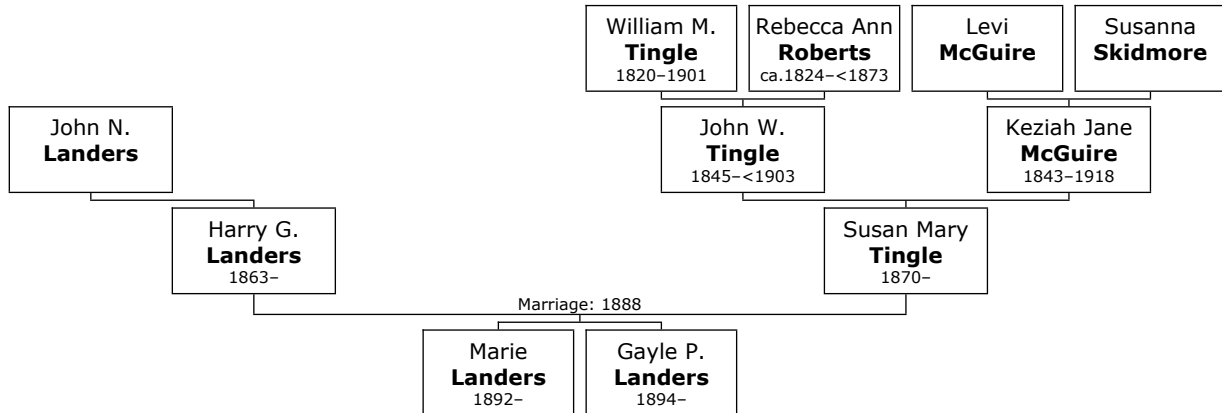 William M.
Tingle
1820–1901
Rebecca Ann
Roberts
ca.1824–<1873
Levi
McGuire
Susanna
Skidmore
John N.
Landers
John W.
Tingle
1845–<1903
Keziah Jane
McGuire
1843–1918
Harry G.
Landers
1863–
Susan Mary
Tingle
1870–
Marriage: 1888
Marie
Landers
1892–
Gayle P.
Landers
1894–